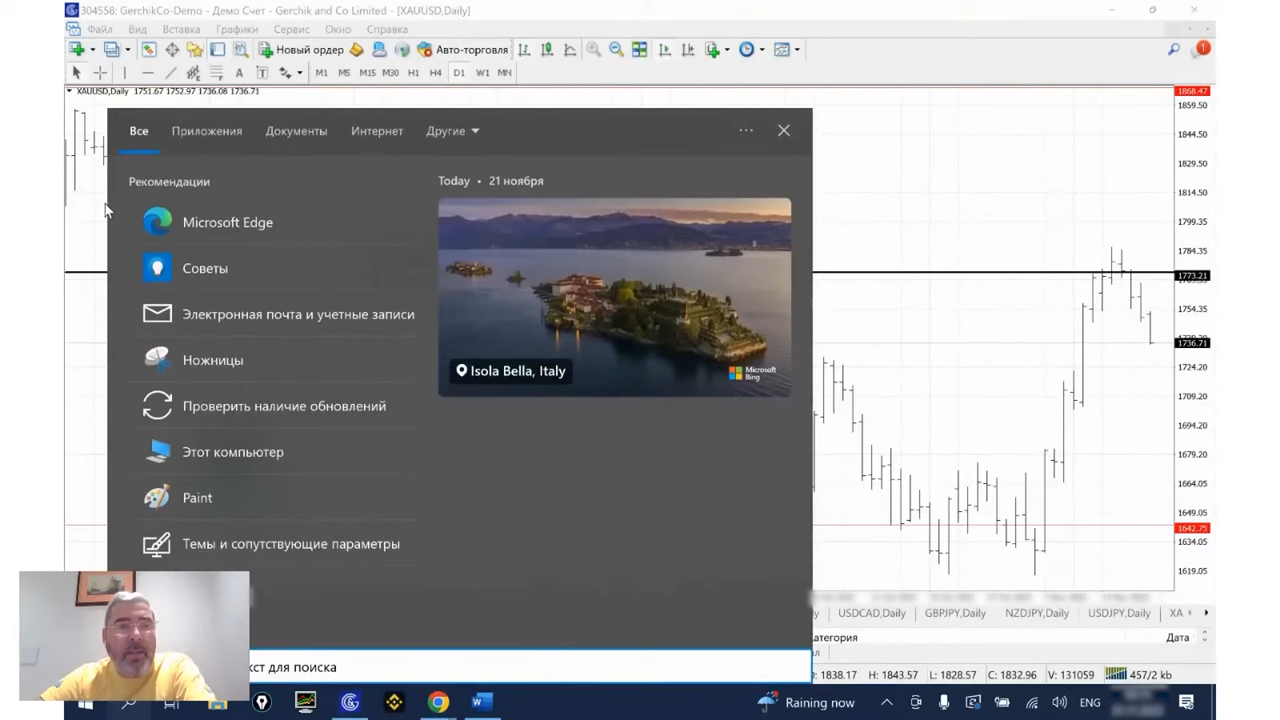 304558: GerchikCo-Demo - Демо Счет - Gerchik and Co Limited - [XAUUSD,Daily]
Файл Вид Вставка Графики Сервис Окно Справка
Новый ордер Авто-торговля 1
A T M1 M5 M15 M30 H1 H4 D1 W1 MN
XAUUSD,Daily 1751.67 1752.97 1736.08 1736.71
1868.47
1859.50
1844.50
1829.50
1814.50
1799.35
1784.35
1773.21
1754.35
1736.71
1724.20
1709.20
1694.20
1679.20
1664.05
1649.05
1642.75
1634.05
1619.05
Все Приложения Документы Интернет Другие
Рекомендации
Microsoft Edge
Советы
Электронная почта и учетные записи
Ножницы
Проверить наличие обновлений
Этот компьютер
Paint
Темы и сопутствующие параметры
Today • 21 ноября
Isola Bella, Italy
Microsoft Bing
кст для поиска
USDCAD,Daily GBPJPY,Daily NZDJPY,Daily USDJPY,Daily XA
атегория Дата
O: 1838.17 H: 1843.57 L: 1828.57 C: 1832.96 V: 131059 457/2 kb
Raining now ENG